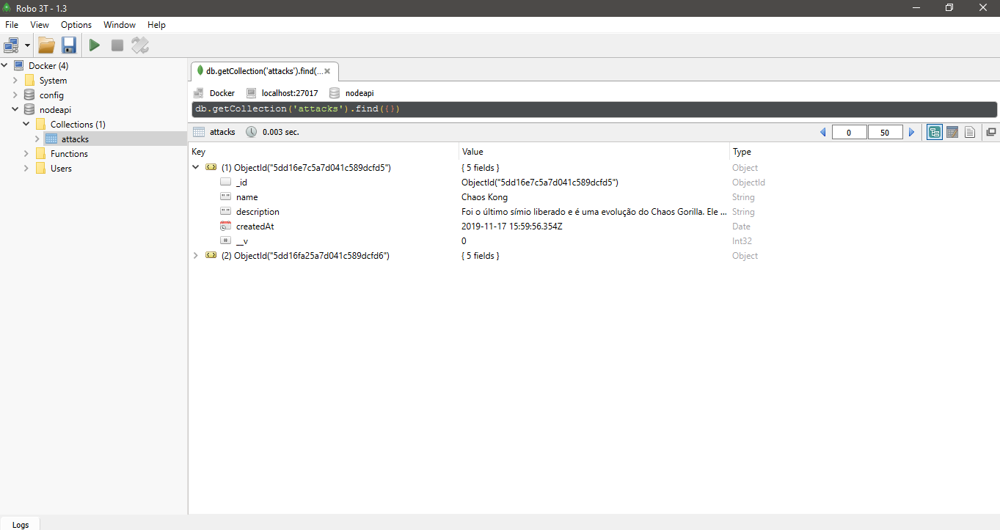 Robo 3T - 1.3
File View Options Window Help
Docker (4)
System
config
nodeapi
Collections (1)
attacks
Functions
Users
db.getCollection('attacks').find(...
Docker localhost:27017 nodeapi
db.getCollection('attacks').find({})
attacks 0.003 sec. 0 50
Key Value Type
(1) ObjectId("5dd16e7c5a7d041c589dcfd5") { 5 fields } Object
_id ObjectId("5dd16e7c5a7d041c589dcfd5") ObjectId
name Chaos Kong String
description Foi o último símio liberado e é uma evolução do Chaos Gorilla. Ele ... String
createdAt 2019-11-17 15:59:56.354Z Date
__v 0 Int32
(2) ObjectId("5dd16fa25a7d041c589dcfd6") { 5 fields } Object
Logs